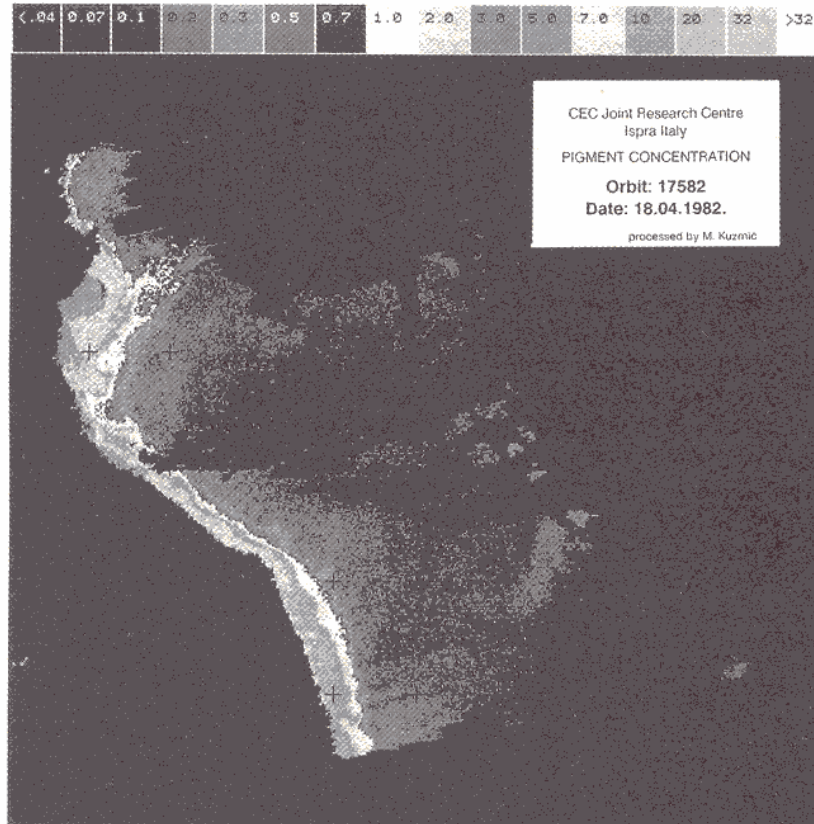 <.04 0.07 0.1 0.2 0.3 0.5 0.7 1.0 2.0 3.0 5.0 7.0 10 20 32 >32
CEC Joint Research Centre
Ispra Italy
PIGMENT CONCENTRATION
Orbit: 17582
Date: 18.04.1982.
processed by M. Kuzmić